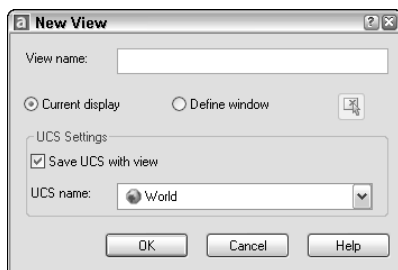 a New View
View name:
Current display Define window
UCS Settings
Save UCS with view
UCS name: World
OK Cancel Help